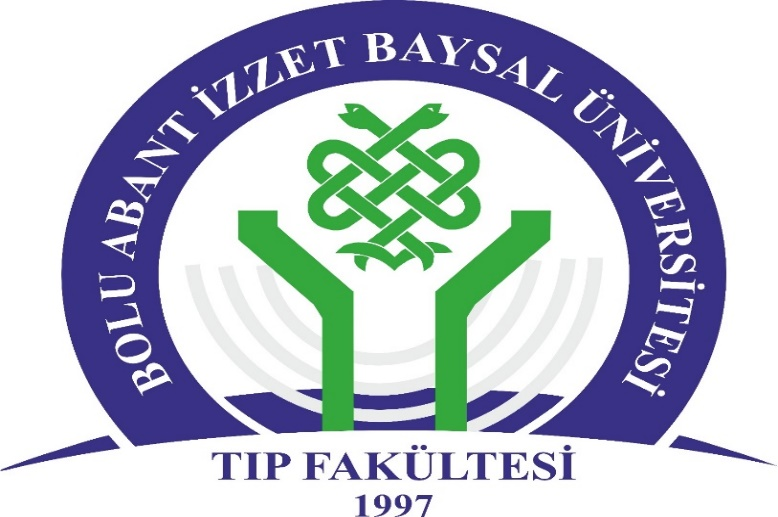 BOLU ABANT İZZET BAYSAL ÜNİVERSİTESİ
TIP FAKÜLTESİ
1997